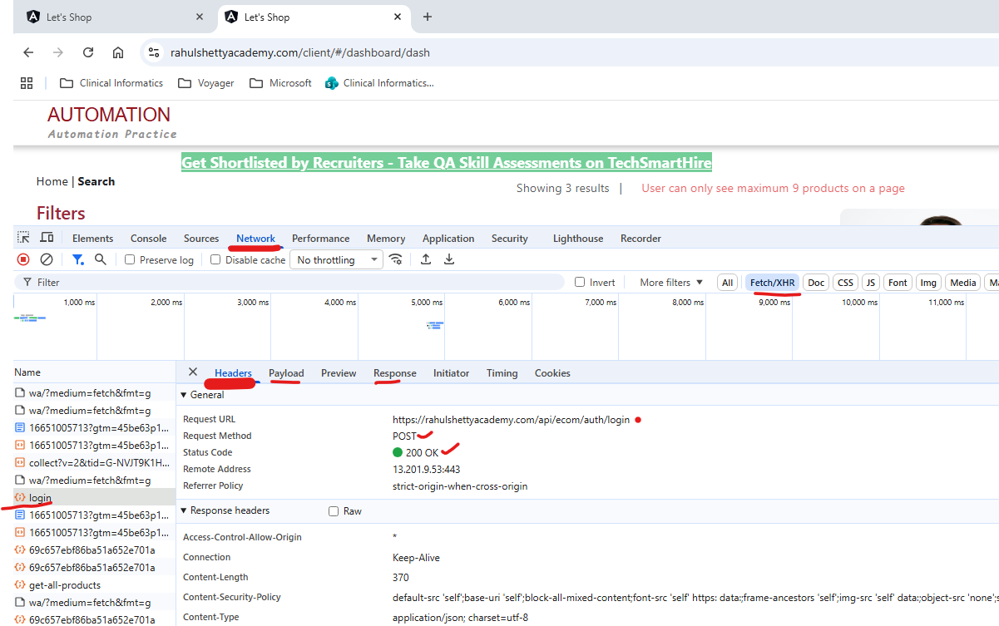 Let's Shop
Let's Shop
rahulshettyacademy.com/client/#/dashboard/dash
Clinical Informatics Voyager Microsoft Clinical Informatics...
AUTOMATION
Automation Practice
Get Shortlisted by Recruiters - Take QA Skill Assessments on TechSmartHire
Home | Search
Showing 3 results | User can only see maximum 9 products on a page
Filters
Elements Console Sources Network Performance Memory Application Security Lighthouse Recorder
Preserve log Disable cache No throttling
Filter Invert More filters All Fetch/XHR Doc CSS JS Font Img Media
1,000 ms 2,000 ms 3,000 ms 4,000 ms 5,000 ms 6,000 ms 7,000 ms 8,000 ms 9,000 ms 10,000 ms 11,000 ms
Name
wa/?medium=fetch&fmt=g
wa/?medium=fetch&fmt=g
16651005713?gtm=45be63p1...
16651005713?gtm=45be63p1...
collect?v=2&tid=G-NVJT9K1H...
wa/?medium=fetch&fmt=g
login
16651005713?gtm=45be63p1...
16651005713?gtm=45be63p1...
69c657ebf86ba51a652e701a
69c657ebf86ba51a652e701a
get-all-products
wa/?medium=fetch&fmt=g
69c657ebf86ba51a652e701a
Headers Payload Preview Response Initiator Timing Cookies
General
Request URL https://rahulshettyacademy.com/api/ecom/auth/login
Request Method POST
Status Code 200 OK
Remote Address 13.201.9.53:443
Referrer Policy strict-origin-when-cross-origin
Response headers Raw
Access-Control-Allow-Origin *
Connection Keep-Alive
Content-Length 370
Content-Security-Policy default-src 'self';base-uri 'self';block-all-mixed-content;font-src 'self' https: data:;frame-ancestors 'self';img-src 'self' data:;object-src 'none';
Content-Type application/json; charset=utf-8